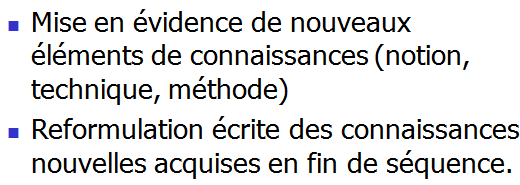 Mise en évidence de nouveaux
éléments de connaissances (notion,
technique, méthode)
Reformulation écrite des connaissances
nouvelles acquises en fin de séquence.